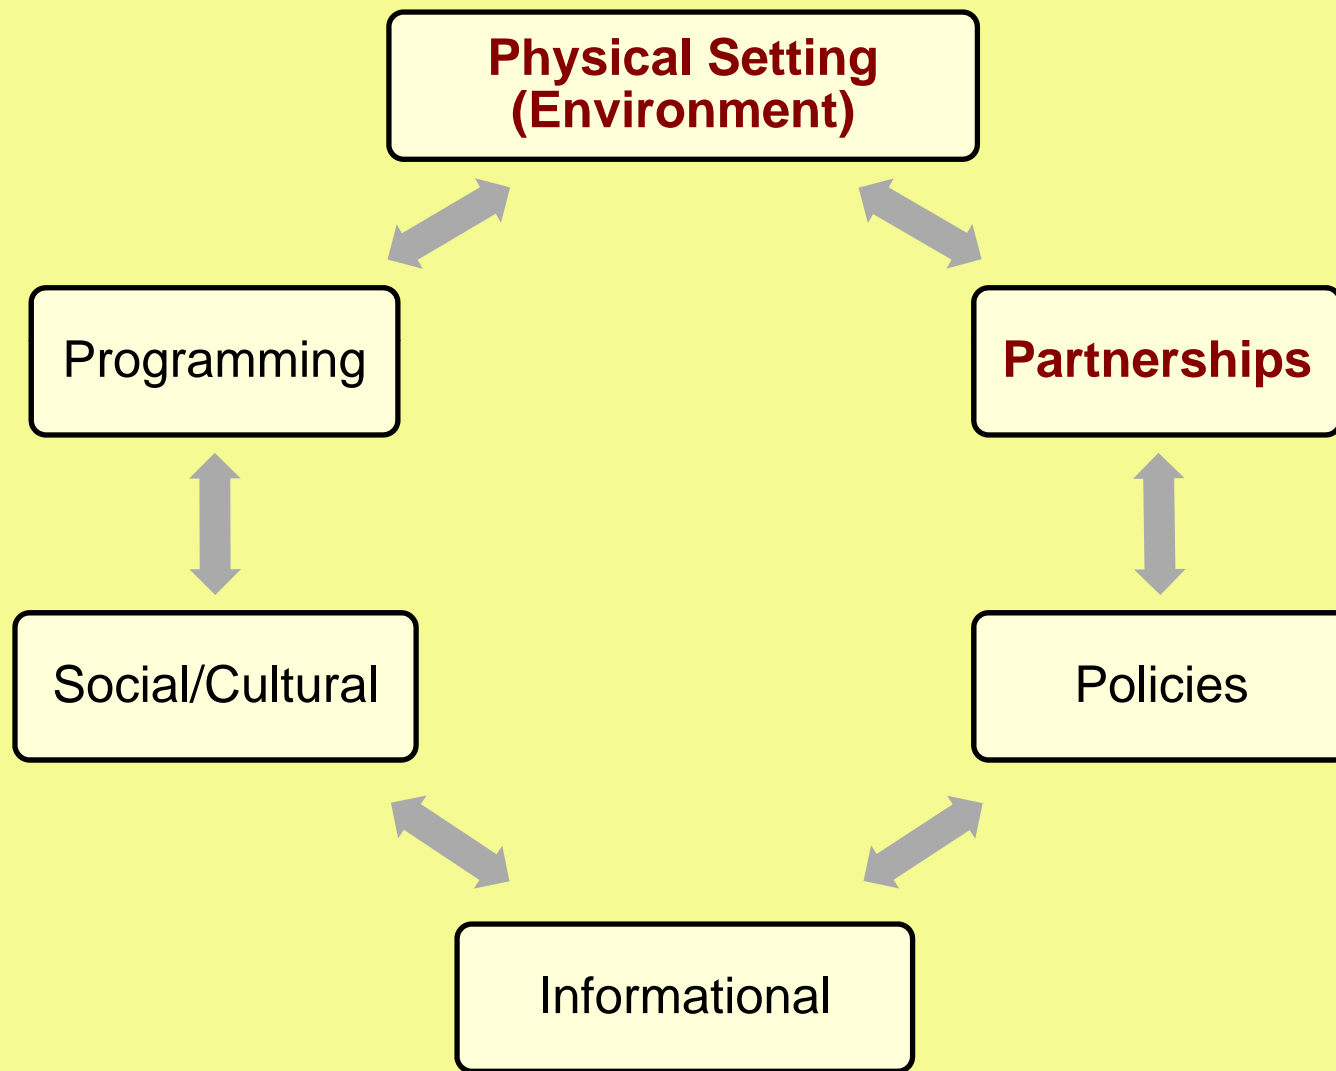 Physical Setting
(Environment)
Programming
Partnerships
Social/Cultural
Policies
Informational